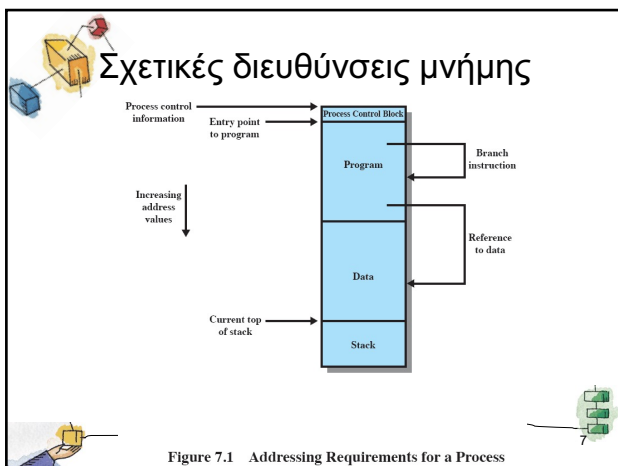 Σχετικές διευθύνσεις μνήμης
Process control
information
Process Control Block
Entry point
to program
Program
Branch
instruction
Increasing
address
values
Reference
to data
Data
Current top
of stack
Stack
7
Figure 7.1 Addressing Requirements for a Process